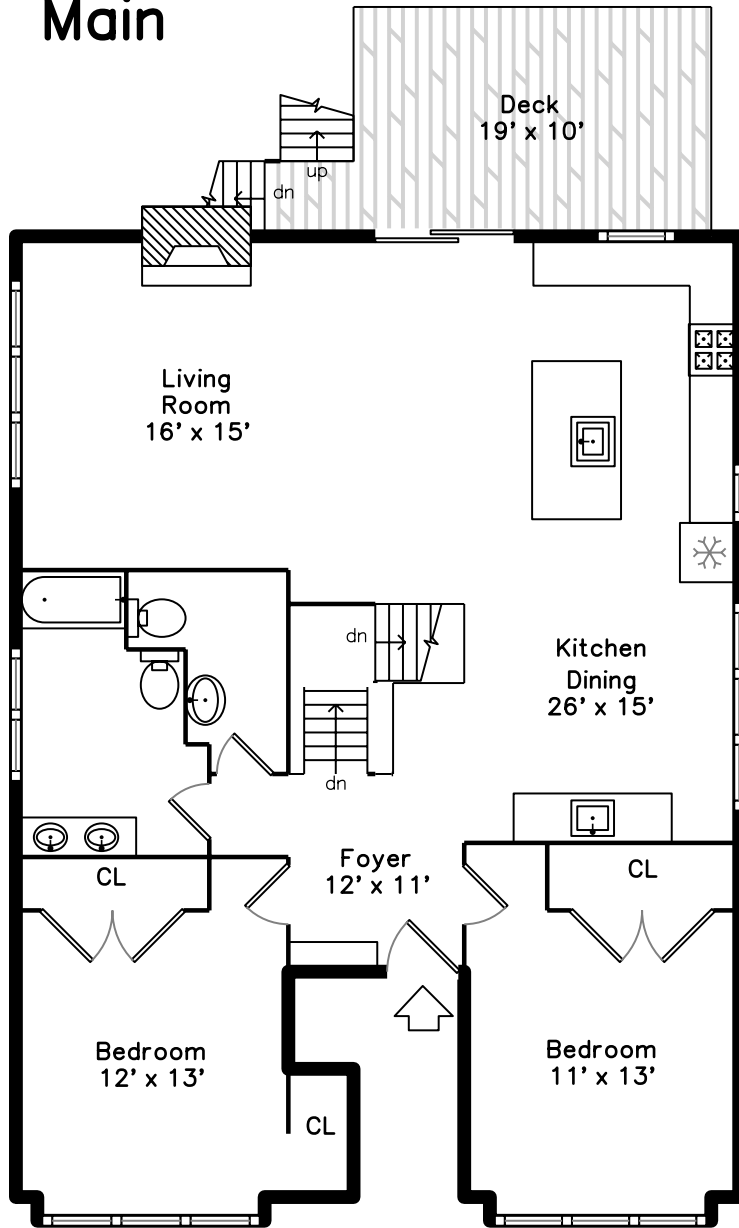 Main
Deck
19' x 10'
up
dn
Living
Room
16' x 15'
dn
Kitchen
Dining
26' x 15'
dn
Foyer
12' x 11'
CL
CL
Bedroom
12' x 13'
Bedroom
11' x 13'
CL